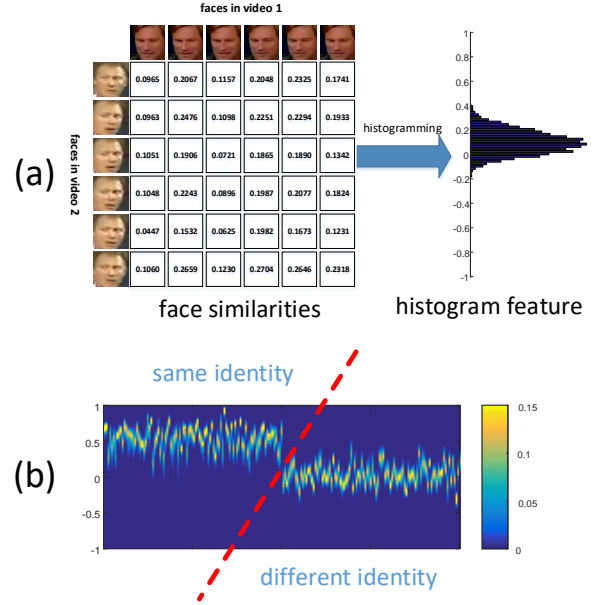 faces in video 1
faces in video 2
0.0965 0.2067 0.1157 0.2048 0.2325 0.1741
0.0963 0.2476 0.1098 0.2251 0.2294 0.1933
0.1051 0.1906 0.0721 0.1865 0.1890 0.1342
0.1048 0.2243 0.0896 0.1987 0.2077 0.1824
0.0447 0.1532 0.0625 0.1982 0.1673 0.1231
0.1060 0.2659 0.1230 0.2704 0.2646 0.2318
(a)
histogramming
1
0.8
0.6
0.4
0.2
0
-0.2
-0.4
-0.6
-0.8
-1
face similarities
histogram feature
same identity
(b)
1
0.5
0
-0.5
-1
0.15
0.1
0.05
0
different identity